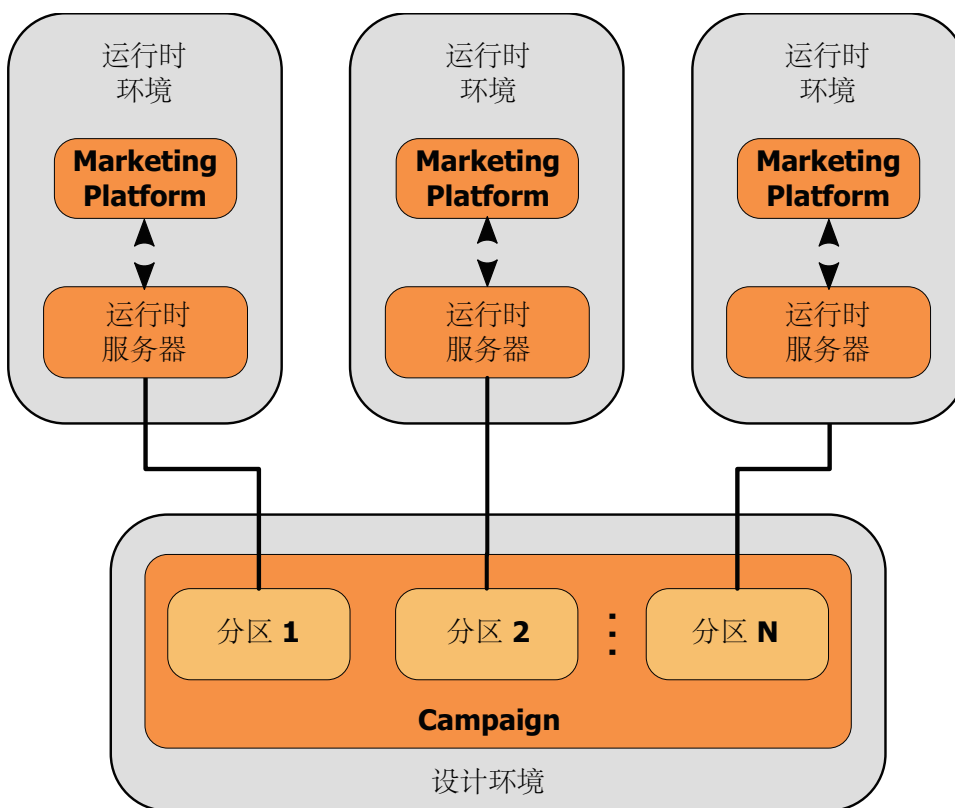 运行时
环境
Marketing
Platform
运行时
服务器
运行时
环境
Marketing
Platform
运行时
服务器
运行时
环境
Marketing
Platform
运行时
服务器
分区 1
分区 2
分区 N
Campaign
设计环境